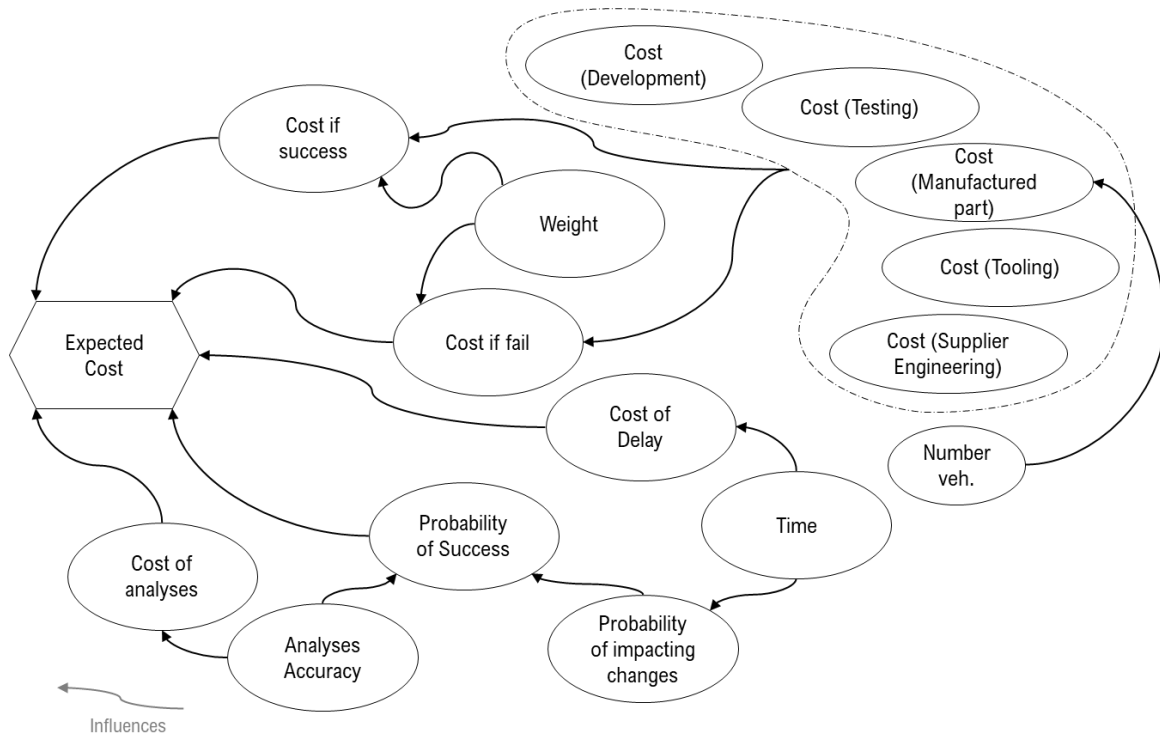 Cost
(Development)
Cost (Testing)
Cost if
success
Cost
(Manufactured
part)
Weight
Cost (Tooling)
Expected
Cost
Cost if fail
Cost (Supplier
Engineering)
Cost of
Delay
Number
veh.
Probability
of Success
Time
Cost of
analyses
Analyses
Accuracy
Probability
of impacting
changes
Influences